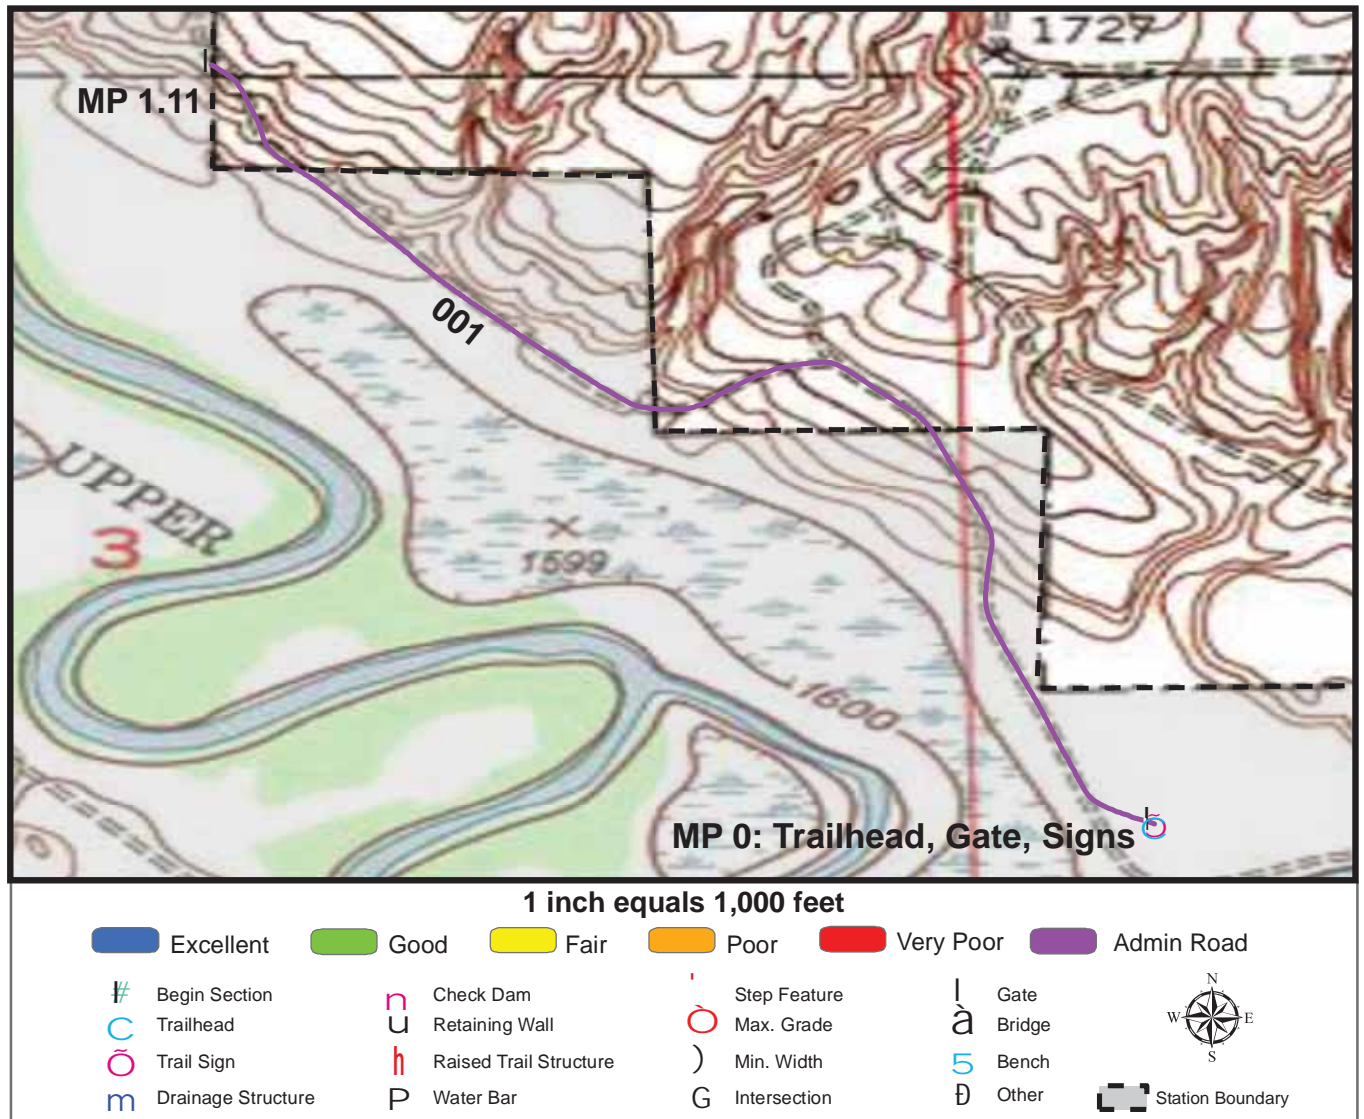 1727
MP 1.11
001
UPPER
3
1599
1600
MP 0: Trailhead, Gate, Signs
1 inch equals 1,000 feet
Excellent Good Fair Poor Very Poor Admin Road
# Begin Section n Check Dam ' Step Feature l Gate
C Trailhead u Retaining Wall Ò Max. Grade à Bridge
Õ Trail Sign h Raised Trail Structure ) Min. Width 5 Bench
m Drainage Structure P Water Bar G Intersection Ð Other Station Boundary
N
W E
S